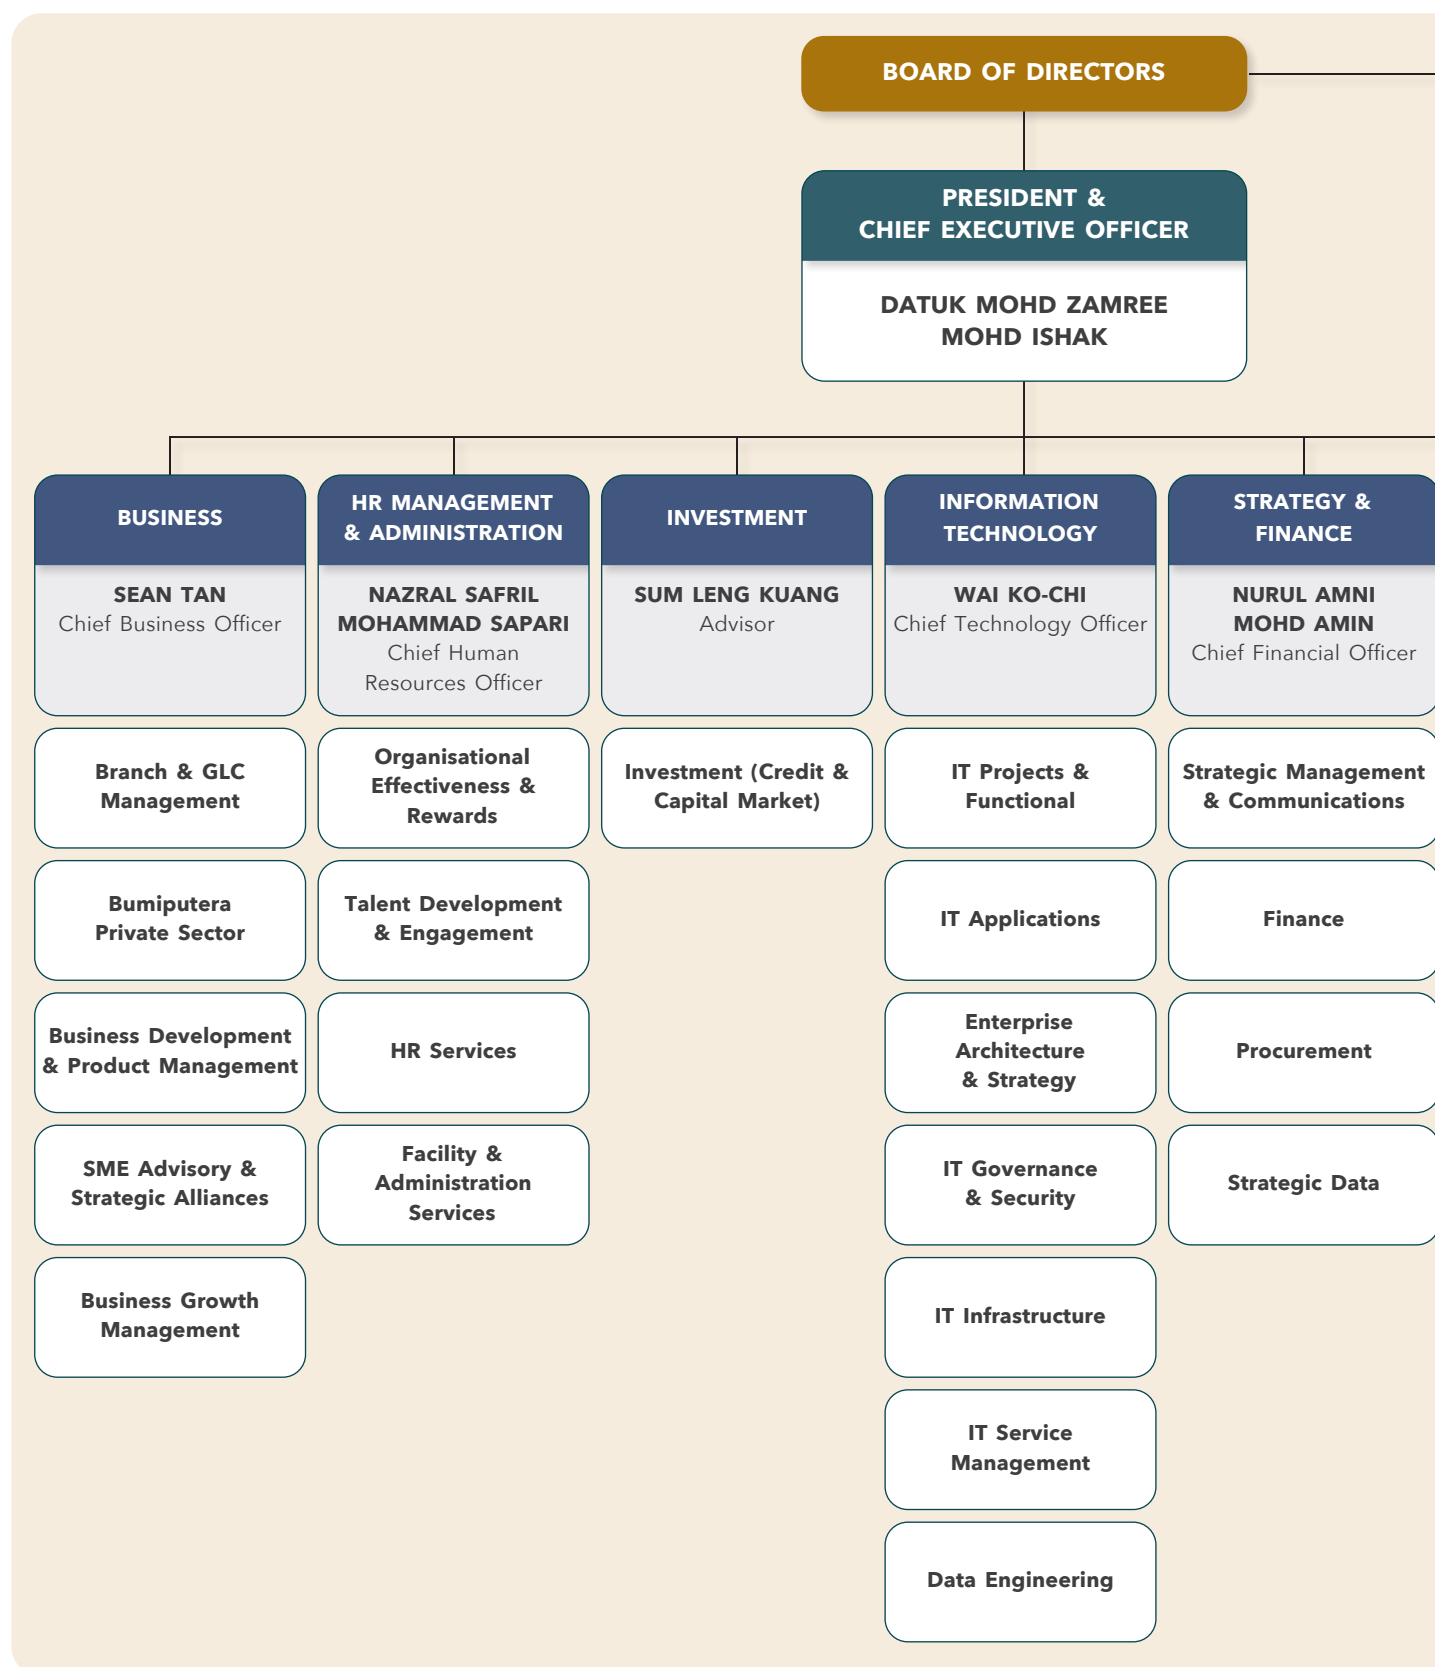 BOARD OF DIRECTORS
PRESIDENT &
CHIEF EXECUTIVE OFFICER
DATUK MOHD ZAMREE
MOHD ISHAK
BUSINESS
SEAN TAN
Chief Business Officer
Branch & GLC
Management
Bumiputera
Private Sector
Business Development
& Product Management
SME Advisory &
Strategic Alliances
Business Growth
Management
HR MANAGEMENT
& ADMINISTRATION
NAZRAL SAFRIL
MOHAMMAD SAPARI
Chief Human
Resources Officer
Organisational
Effectiveness &
Rewards
Talent Development
& Engagement
HR Services
Facility &
Administration
Services
INVESTMENT
SUM LENG KUANG
Advisor
Investment (Credit &
Capital Market)
INFORMATION
TECHNOLOGY
WAI KO-CHI
Chief Technology Officer
IT Projects &
Functional
IT Applications
Enterprise
Architecture
& Strategy
IT Governance
& Security
IT Infrastructure
IT Service
Management
Data Engineering
STRATEGY &
FINANCE
NURUL AMNI
MOHD AMIN
Chief Financial Officer
Strategic Management
& Communications
Finance
Procurement
Strategic Data